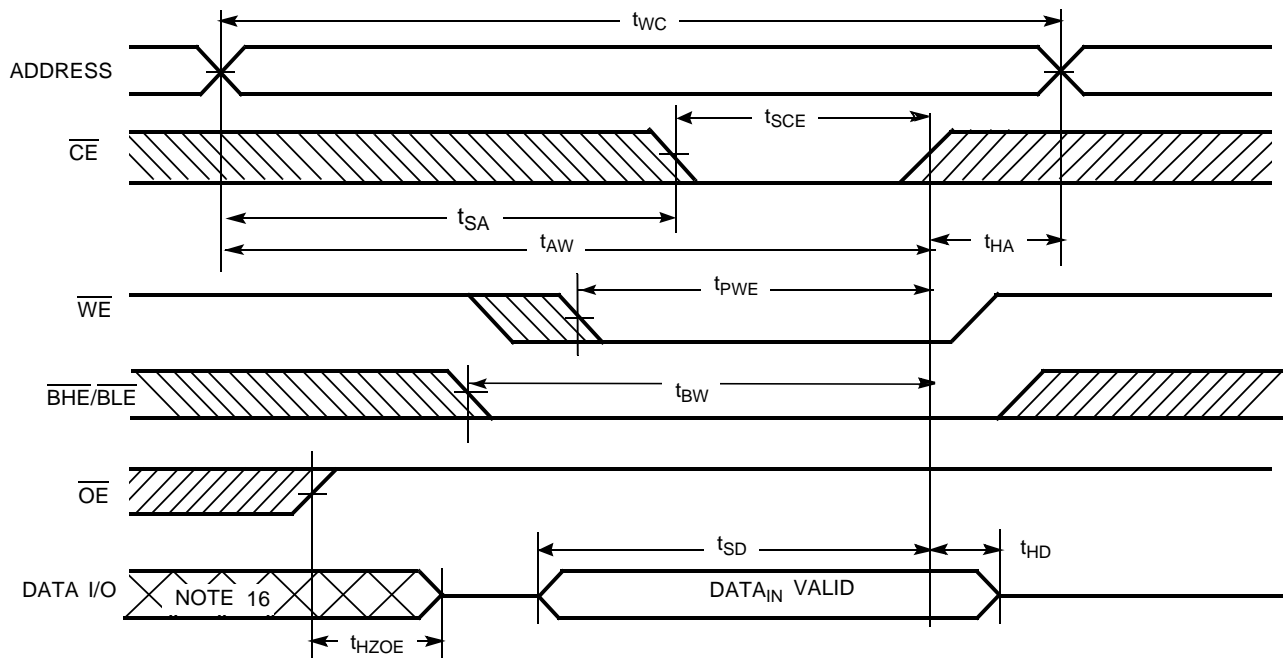 tWC
ADDRESS
tSCE
CE
tSA
tAW
tHA
tPWE
WE
tBW
BHE/BLE
OE
tSD
tHD
DATA I/O
NOTE 16
DATAIN VALID
tHZOE